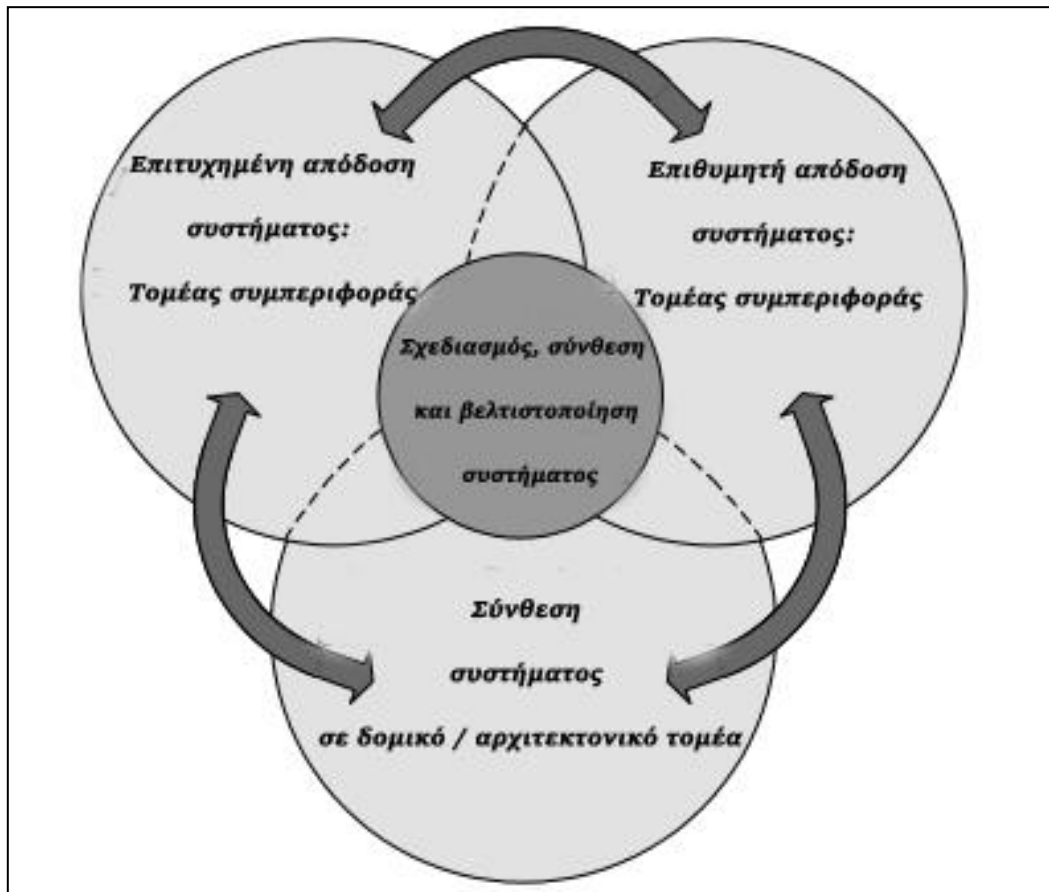 Επιτυχημένη απόδοση
συστήματος:
Τομέας συμπεριφοράς
Επιθυμητή απόδοση
συστήματος:
Τομέας συμπεριφοράς
Σχεδιασμός, σύνθεση
και βελτιστοποίηση
συστήματος
Σύνθεση
συστήματος
σε δομικό / αρχιτεκτονικό τομέα